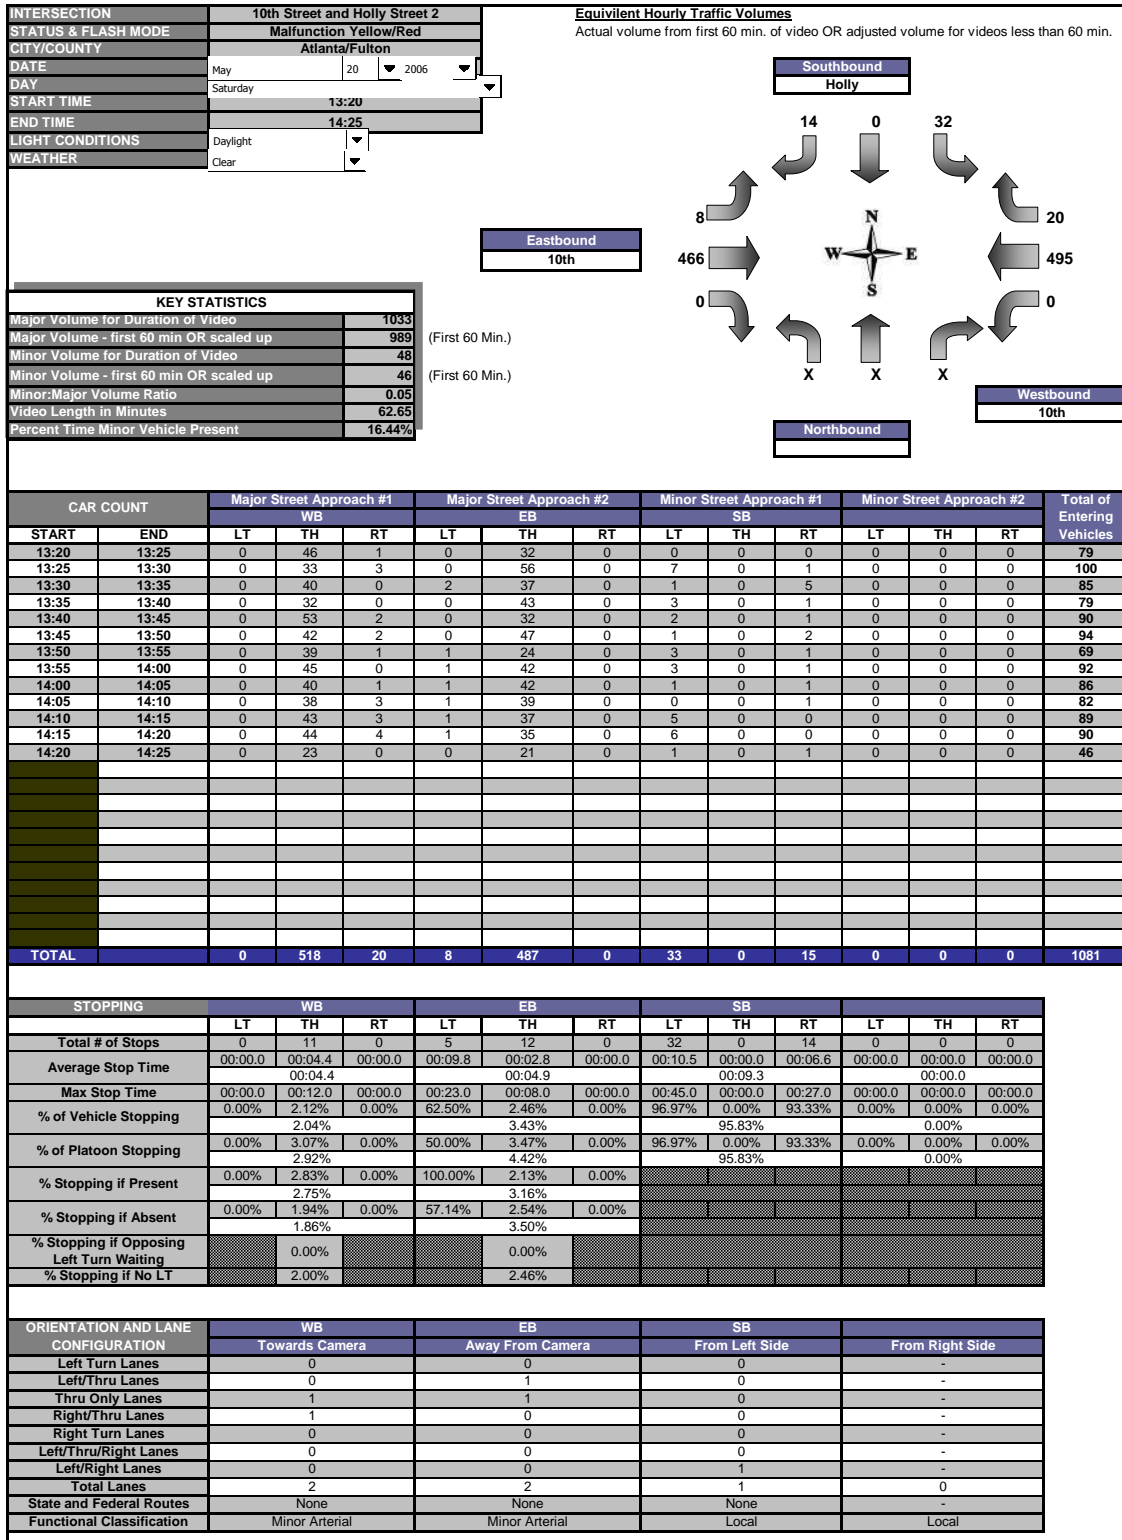 INTERSECTION 10th Street and Holly Street 2
STATUS & FLASH MODE Malfunction Yellow/Red
CITY/COUNTY Atlanta/Fulton
DATE May 20 2006
DAY Saturday
START TIME 13:20
END TIME 14:25
LIGHT CONDITIONS Daylight
WEATHER Clear
Equivilent Hourly Traffic Volumes
Actual volume from first 60 min. of video OR adjusted volume for videos less than 60 min.
Southbound
Holly
14 0 32
8 20
N
Eastbound
10th
466 W E 495
S
0 0
X X X
Westbound
10th
Northbound
KEY STATISTICS
Major Volume for Duration of Video 1033
Major Volume - first 60 min OR scaled up 989 (First 60 Min.)
Minor Volume for Duration of Video 48
Minor Volume - first 60 min OR scaled up 46 (First 60 Min.)
Minor:Major Volume Ratio 0.05
Video Length in Minutes 62.65
Percent Time Minor Vehicle Present 16.44%
CAR COUNT Major Street Approach #1 Major Street Approach #2 Minor Street Approach #1 Minor Street Approach #2 Total of
WB EB SB Entering
START END LT TH RT LT TH RT LT TH RT LT TH RT Vehicles
13:20 13:25 0 46 1 0 32 0 0 0 0 0 0 0 79
13:25 13:30 0 33 3 0 56 0 7 0 1 0 0 0 100
13:30 13:35 0 40 0 2 37 0 1 0 5 0 0 0 85
13:35 13:40 0 32 0 0 43 0 3 0 1 0 0 0 79
13:40 13:45 0 53 2 0 32 0 2 0 1 0 0 0 90
13:45 13:50 0 42 2 0 47 0 1 0 2 0 0 0 94
13:50 13:55 0 39 1 1 24 0 3 0 1 0 0 0 69
13:55 14:00 0 45 0 1 42 0 3 0 1 0 0 0 92
14:00 14:05 0 40 1 1 42 0 1 0 1 0 0 0 86
14:05 14:10 0 38 3 1 39 0 0 0 1 0 0 0 82
14:10 14:15 0 43 3 1 37 0 5 0 0 0 0 0 89
14:15 14:20 0 44 4 1 35 0 6 0 0 0 0 0 90
14:20 14:25 0 23 0 0 21 0 1 0 1 0 0 0 46
TOTAL 0 518 20 8 487 0 33 0 15 0 0 0 1081
STOPPING WB EB SB
LT TH RT LT TH RT LT TH RT LT TH RT
Total # of Stops 0 11 0 5 12 0 32 0 14 0 0 0
Average Stop Time 00:00.0 00:04.4 00:00.0 00:09.8 00:02.8 00:00.0 00:10.5 00:00.0 00:06.6 00:00.0 00:00.0 00:00.0
00:04.4 00:04.9 00:09.3 00:00.0
Max Stop Time 00:00.0 00:12.0 00:00.0 00:23.0 00:08.0 00:00.0 00:45.0 00:00.0 00:27.0 00:00.0 00:00.0 00:00.0
% of Vehicle Stopping 0.00% 2.12% 0.00% 62.50% 2.46% 0.00% 96.97% 0.00% 93.33% 0.00% 0.00% 0.00%
2.04% 3.43% 95.83% 0.00%
% of Platoon Stopping 0.00% 3.07% 0.00% 50.00% 3.47% 0.00% 96.97% 0.00% 93.33% 0.00% 0.00% 0.00%
2.92% 4.42% 95.83% 0.00%
% Stopping if Present 0.00% 2.83% 0.00% 100.00% 2.13% 0.00%
2.75% 3.16%
% Stopping if Absent 0.00% 1.94% 0.00% 57.14% 2.54% 0.00%
1.86% 3.50%
% Stopping if Opposing
Left Turn Waiting 0.00% 0.00%
% Stopping if No LT 2.00% 2.46%
ORIENTATION AND LANE WB EB SB
CONFIGURATION Towards Camera Away From Camera From Left Side From Right Side
Left Turn Lanes 0 0 0 -
Left/Thru Lanes 0 1 0 -
Thru Only Lanes 1 1 0 -
Right/Thru Lanes 1 0 0 -
Right Turn Lanes 0 0 0 -
Left/Thru/Right Lanes 0 0 0 -
Left/Right Lanes 0 0 1 -
Total Lanes 2 2 1 0
State and Federal Routes None None None -
Functional Classification Minor Arterial Minor Arterial Local Local